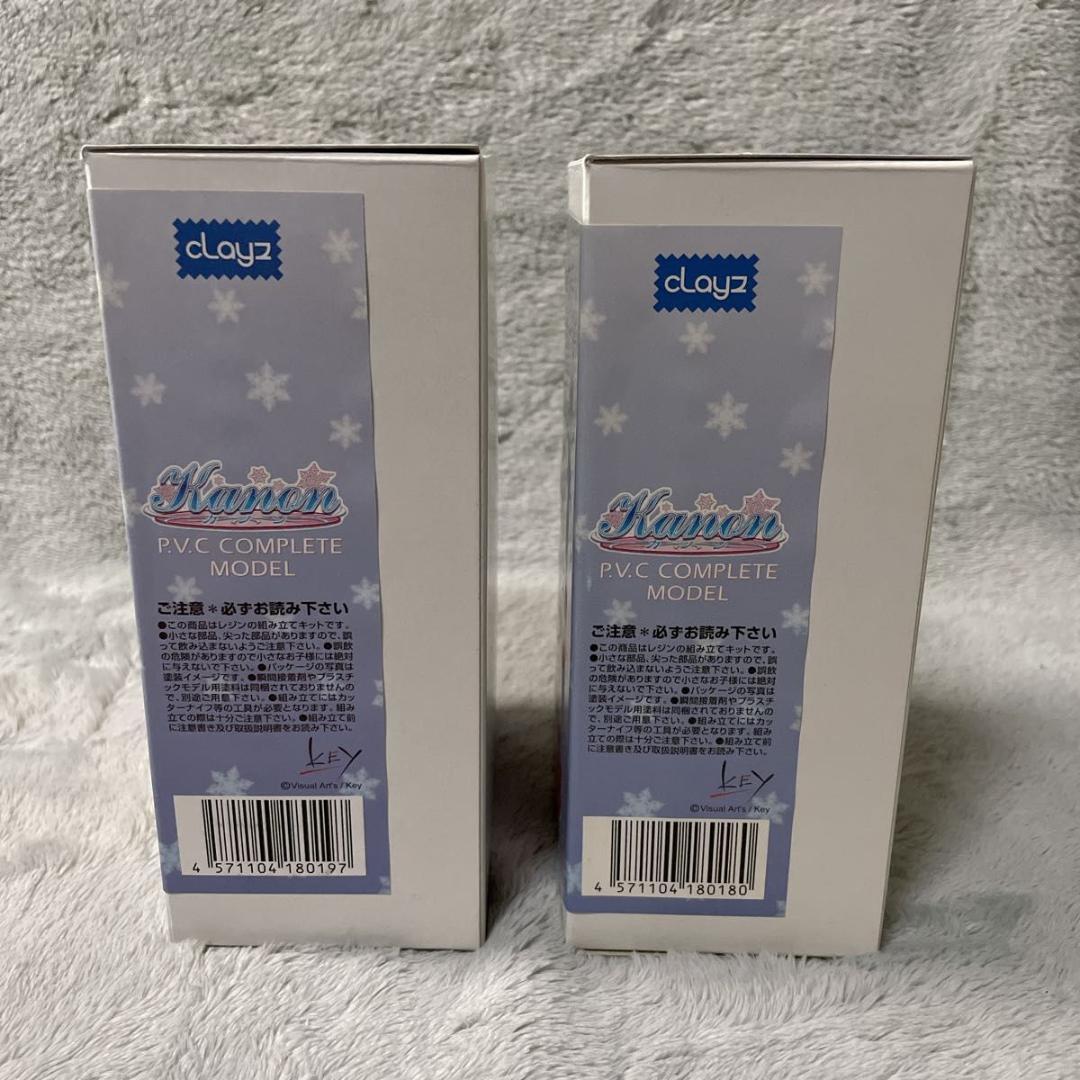 cLayz
Kanon
カノン
P.V.C COMPLETE
MODEL
ご注意＊必ずお読み下さい
●この商品はレジンの組み立てキットです。
●小さな部品、尖った部品がありますので、誤
って飲み込まないようご注意下さい。●誤飲
の危険がありますので小さなお子様には絶対
に与えないで下さい。●パッケージの写真は
塗装イメージです。●瞬間接着剤やプラスチ
ックモデル用塗料は同梱されておりませんの
で、別途ご用意下さい。●組み立てにはカッ
ターナイフ等の工具が必要となります。組み
立ての際は十分ご注意下さい。●組み立て前
に注意書き及び取扱説明書をお読み下さい。
KEY
©Visual Art's / Key
4 571104 180197
cLayz
Kanon
カノン
P.V.C COMPLETE
MODEL
ご注意＊必ずお読み下さい
●この商品はレジンの組み立てキットです。
●小さな部品、尖った部品がありますので、誤
って飲み込まないようご注意下さい。●誤飲
の危険がありますので小さなお子様には絶対
に与えないで下さい。●パッケージの写真は
塗装イメージです。●瞬間接着剤やプラスチ
ックモデル用塗料は同梱されておりませんの
で、別途ご用意下さい。●組み立てにはカッ
ターナイフ等の工具が必要となります。組み
立ての際は十分ご注意下さい。●組み立て前
に注意書き及び取扱説明書をお読み下さい。
KEY
©Visual Art's / Key
4 571104 180180